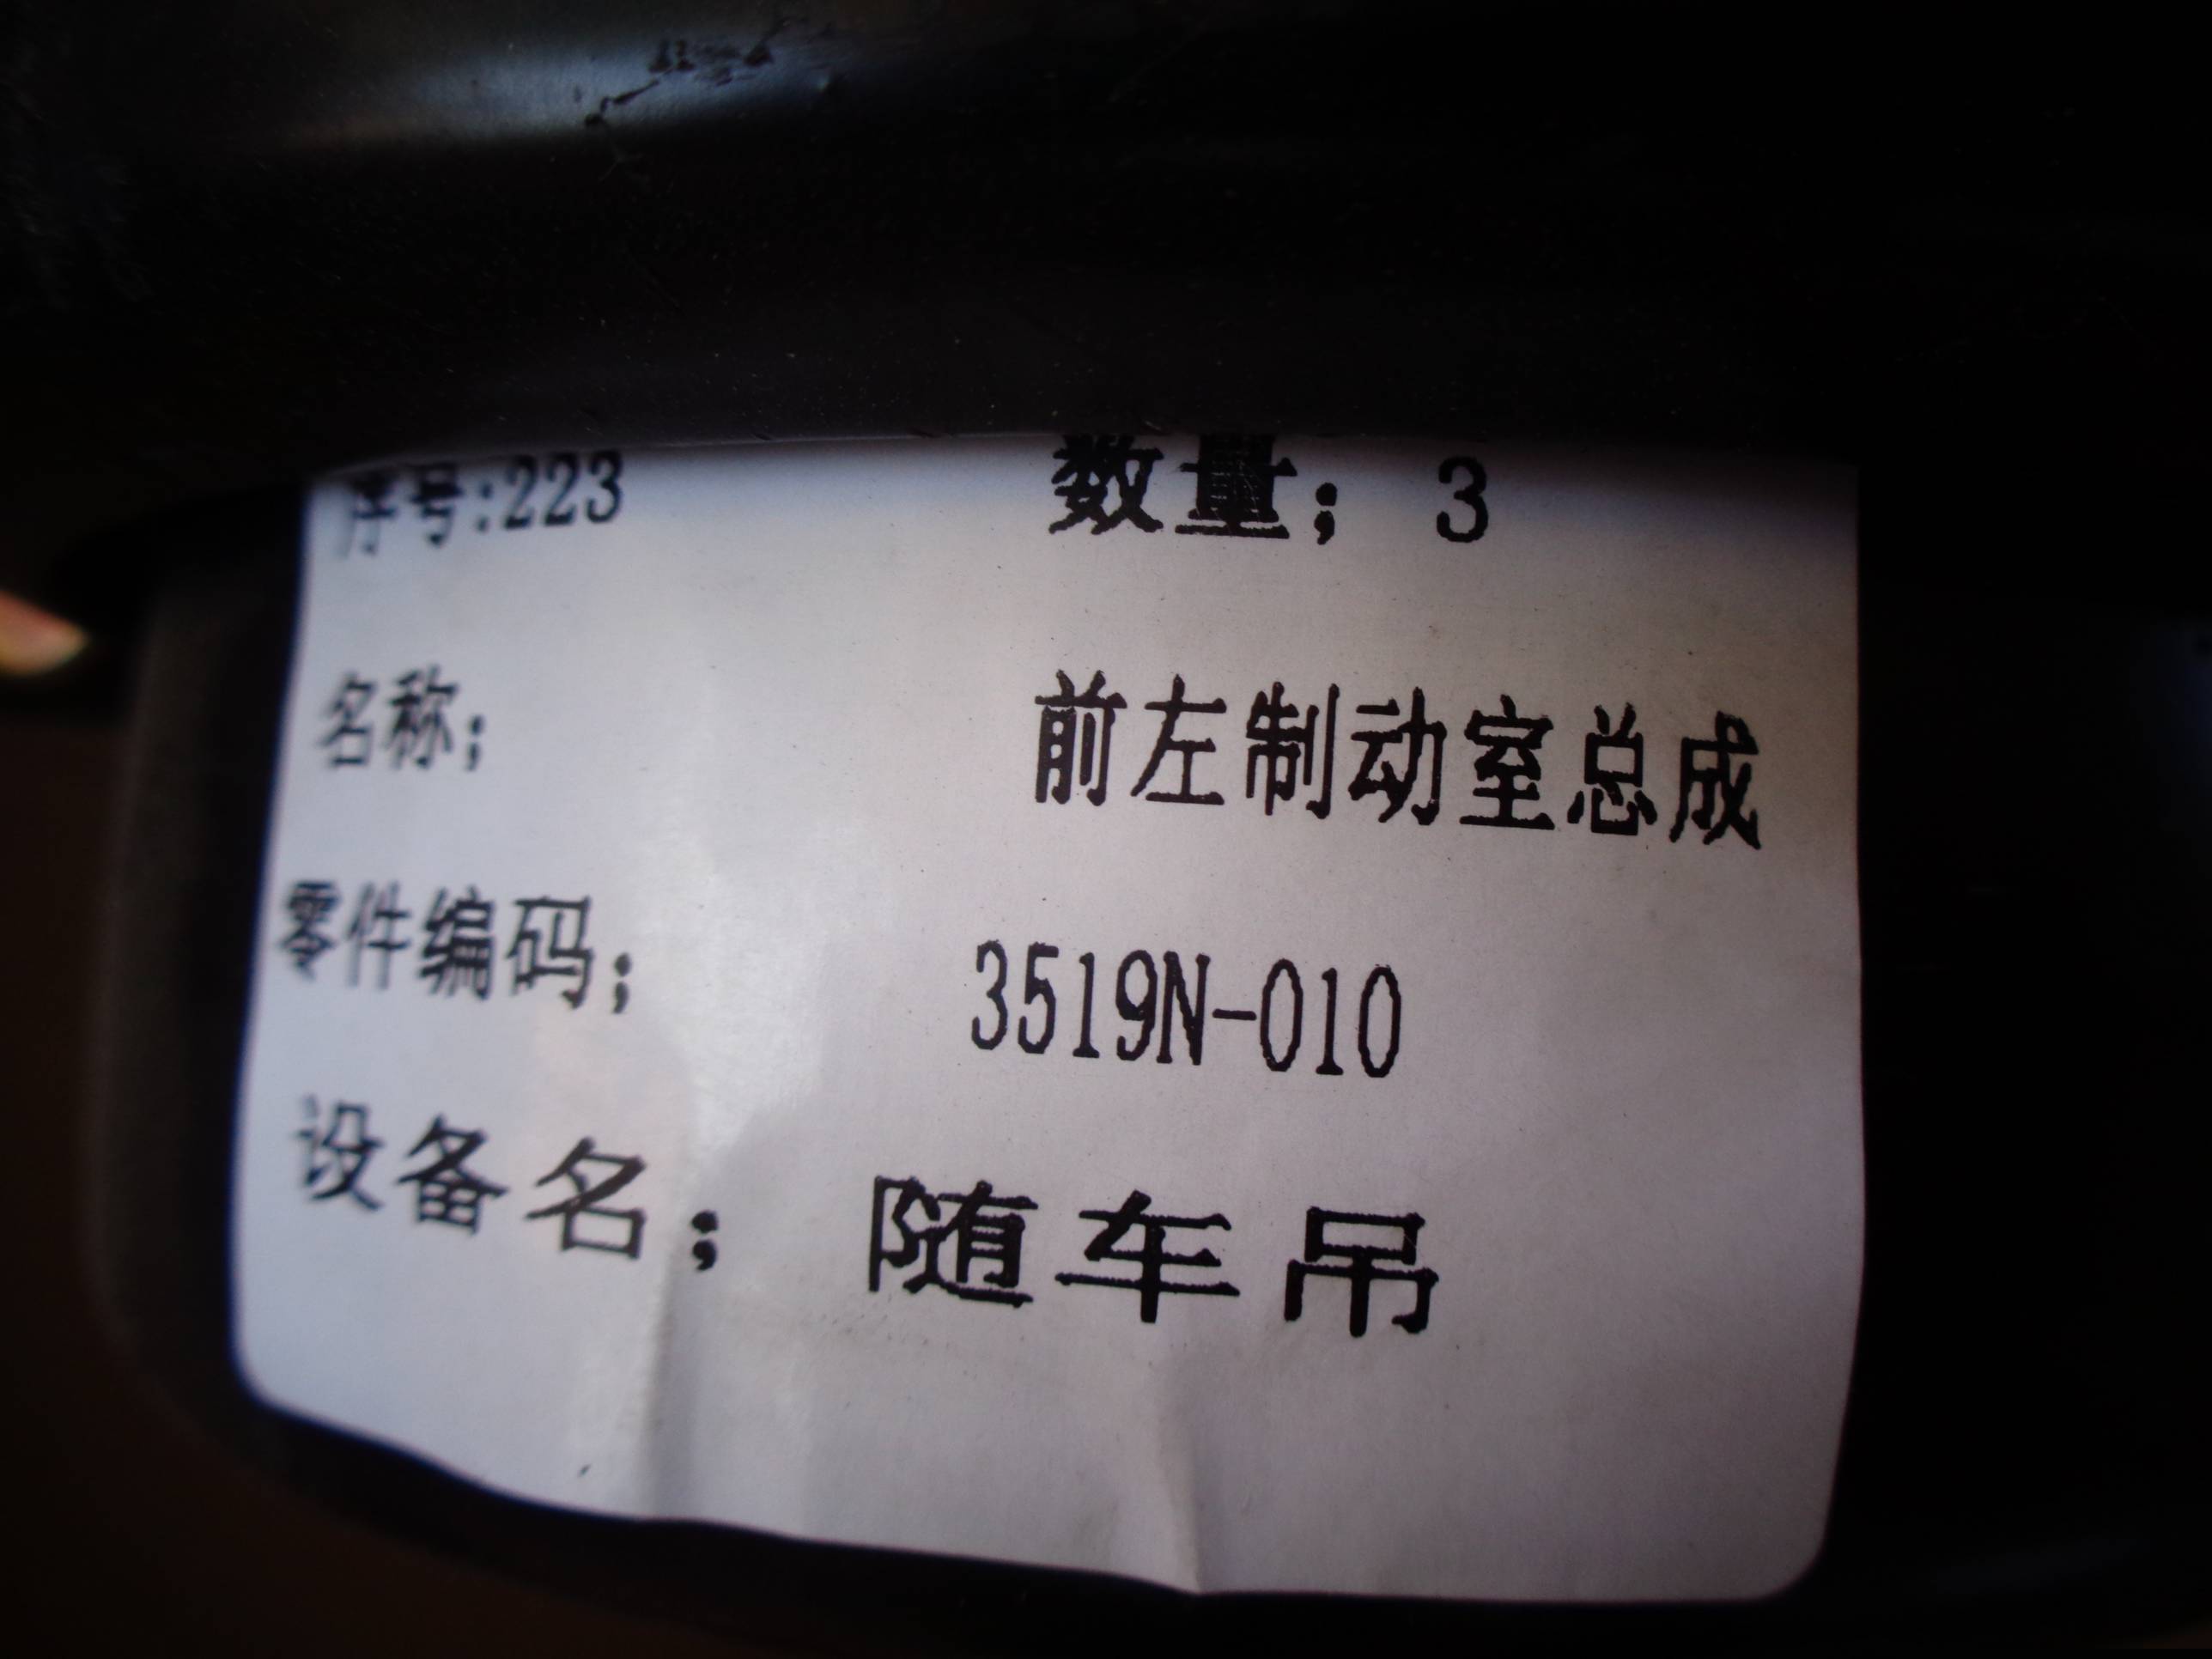 序号:223 数量； 3
名称； 前左制动室总成
零件编码； 3519N-010
设备名； 随车吊